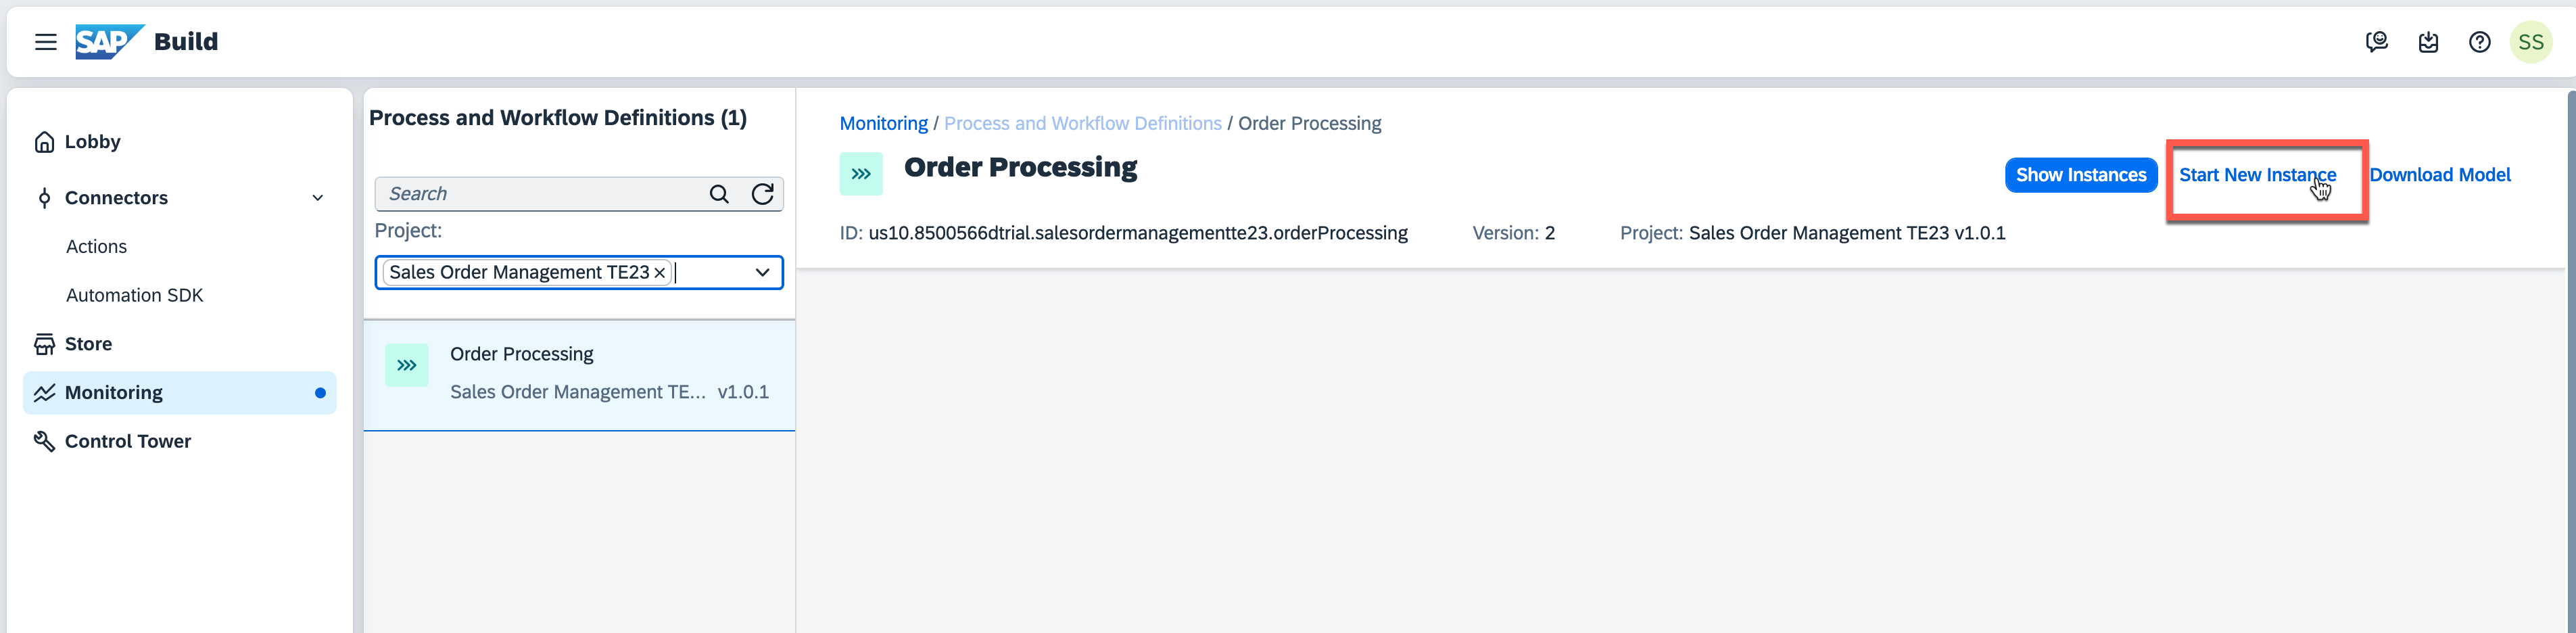 SAP Build
SS
Lobby
Connectors
Actions
Automation SDK
Store
Monitoring
Control Tower
Process and Workflow Definitions (1)
Search
Project:
Sales Order Management TE23
Order Processing
Sales Order Management TE... v1.0.1
Monitoring / Process and Workflow Definitions / Order Processing
Order Processing
Show Instances Start New Instance Download Model
ID: us10.8500566dtrial.salesordermanagementte23.orderProcessing Version: 2 Project: Sales Order Management TE23 v1.0.1